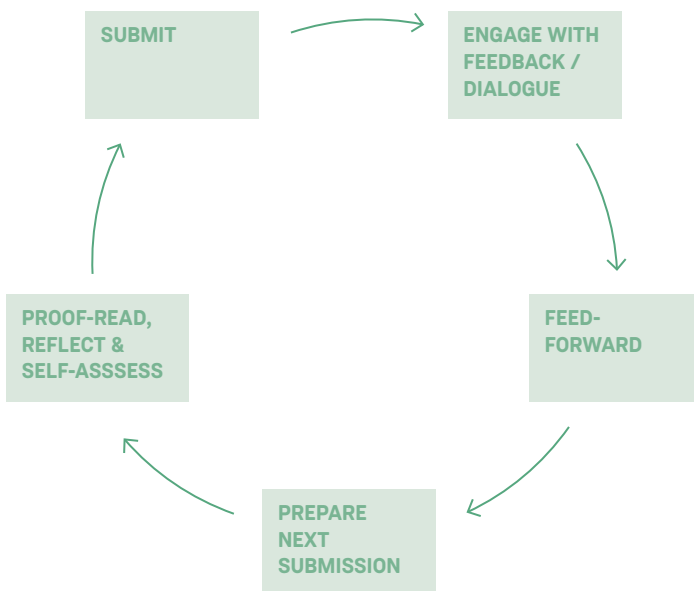 SUBMIT
ENGAGE WITH
FEEDBACK /
DIALOGUE
FEED-
FORWARD
PREPARE
NEXT
SUBMISSION
PROOF-READ,
REFLECT &
SELF-ASSSESS